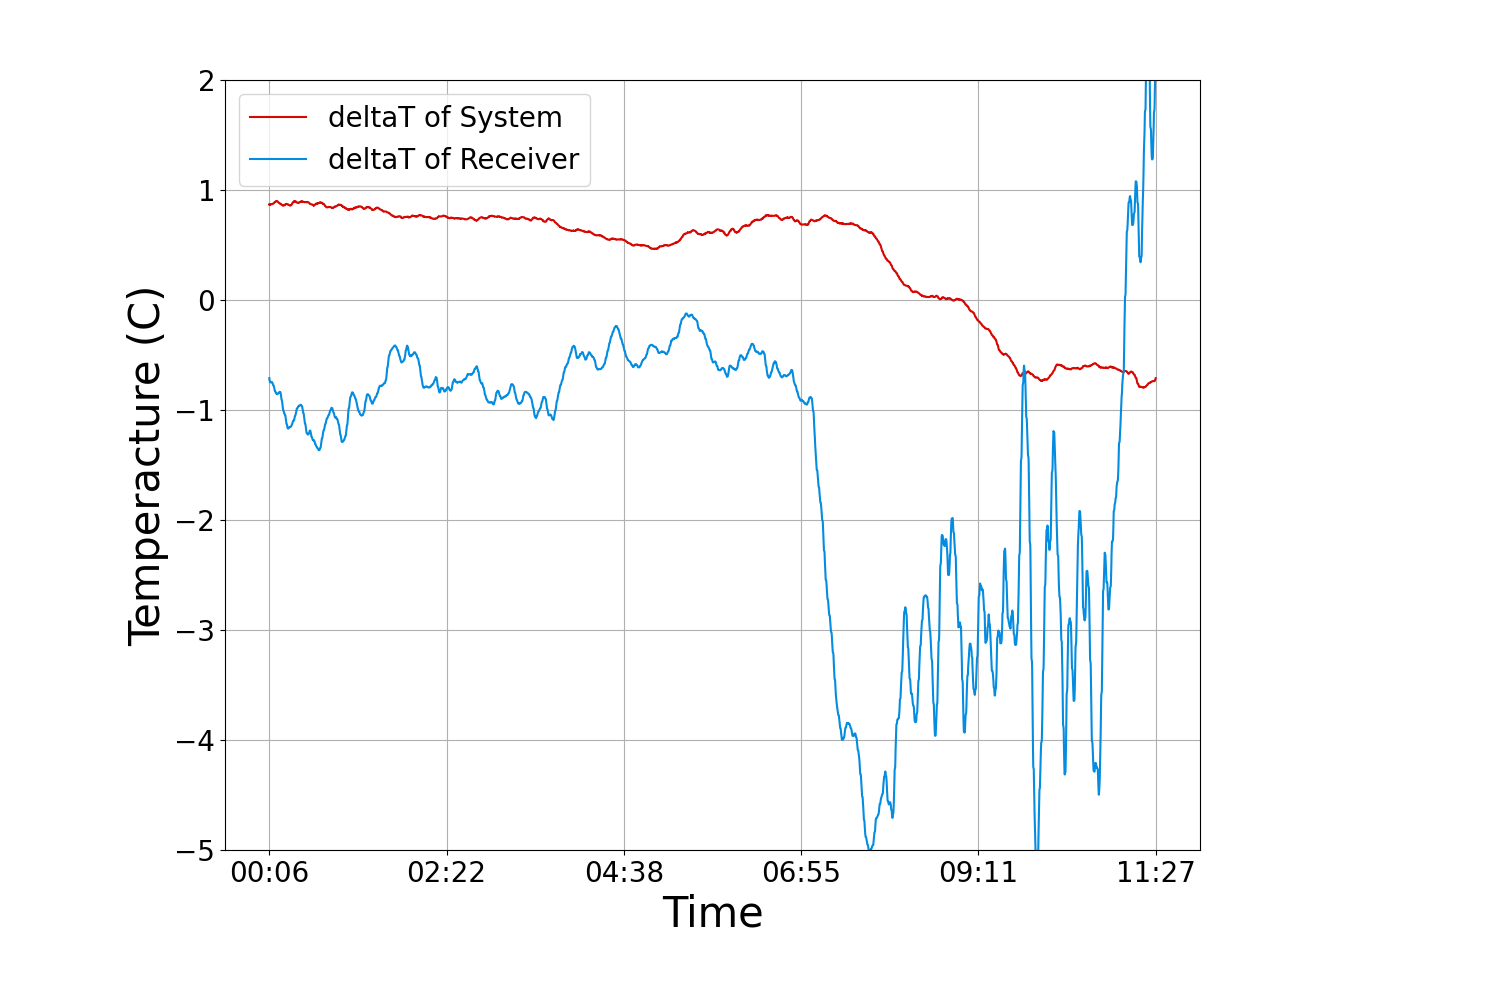 deltaT of System
deltaT of Receiver
Temperacture (C)
2
1
0
−1
−2
−3
−4
−5
00:06 02:22 04:38 06:55 09:11 11:27
Time